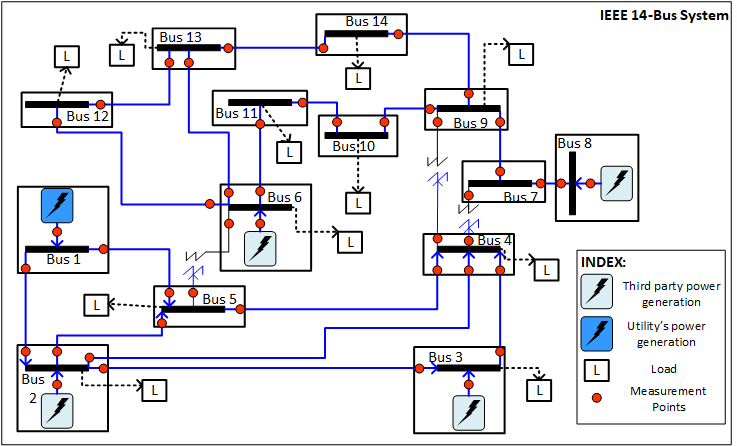 IEEE 14-Bus System
Bus 14
Bus 13
L
L
L
L
Bus 12
Bus 11
Bus 9
Bus 10
L
Bus 8
Bus 7
L
Bus 6
Bus 1
L
Bus 4
L
INDEX:
Third party power
generation
Utility's power
generation
L
Load
Measurement
Points
Bus 5
L
Bus 3
Bus
2
L
L